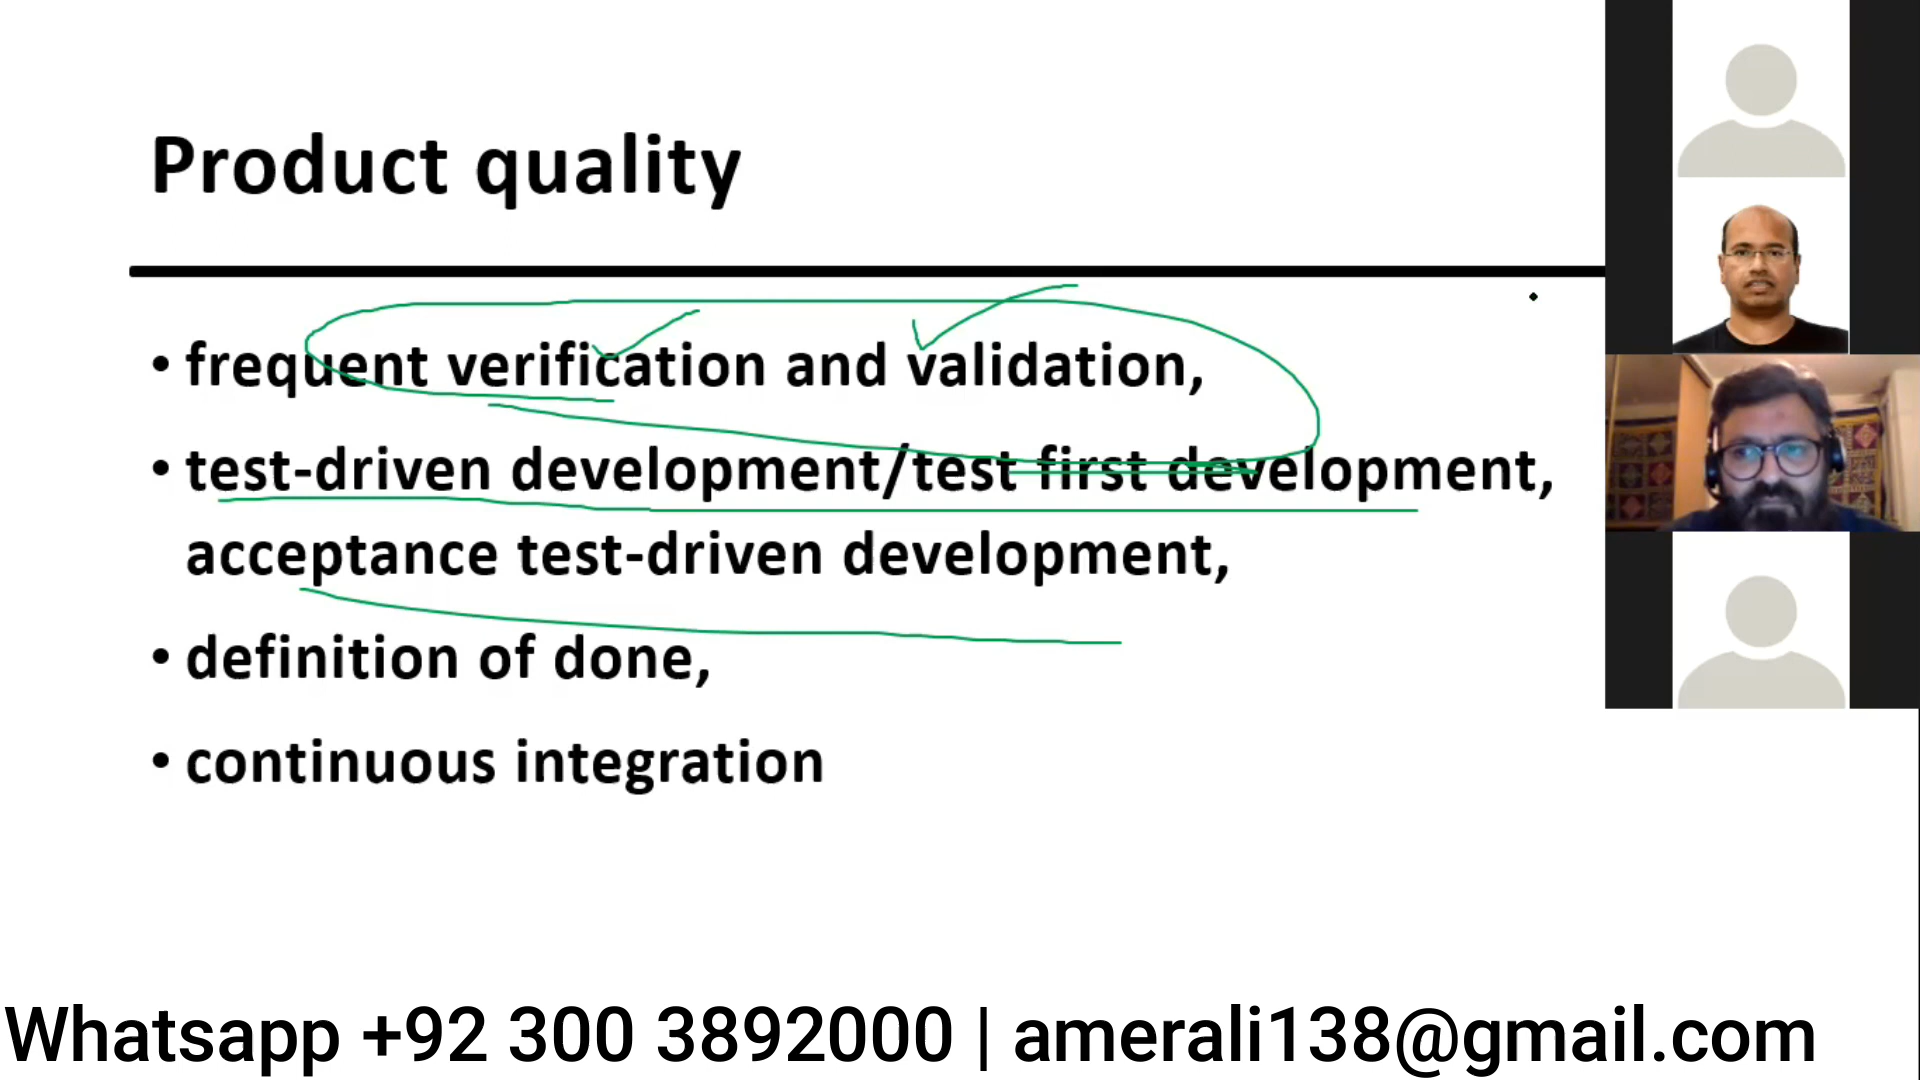 Product quality
• frequent verification and validation,
• test-driven development/test first development,
acceptance test-driven development,
• definition of done,
• continuous integration
Whatsapp +92 300 3892000 | amerali138@gmail.com